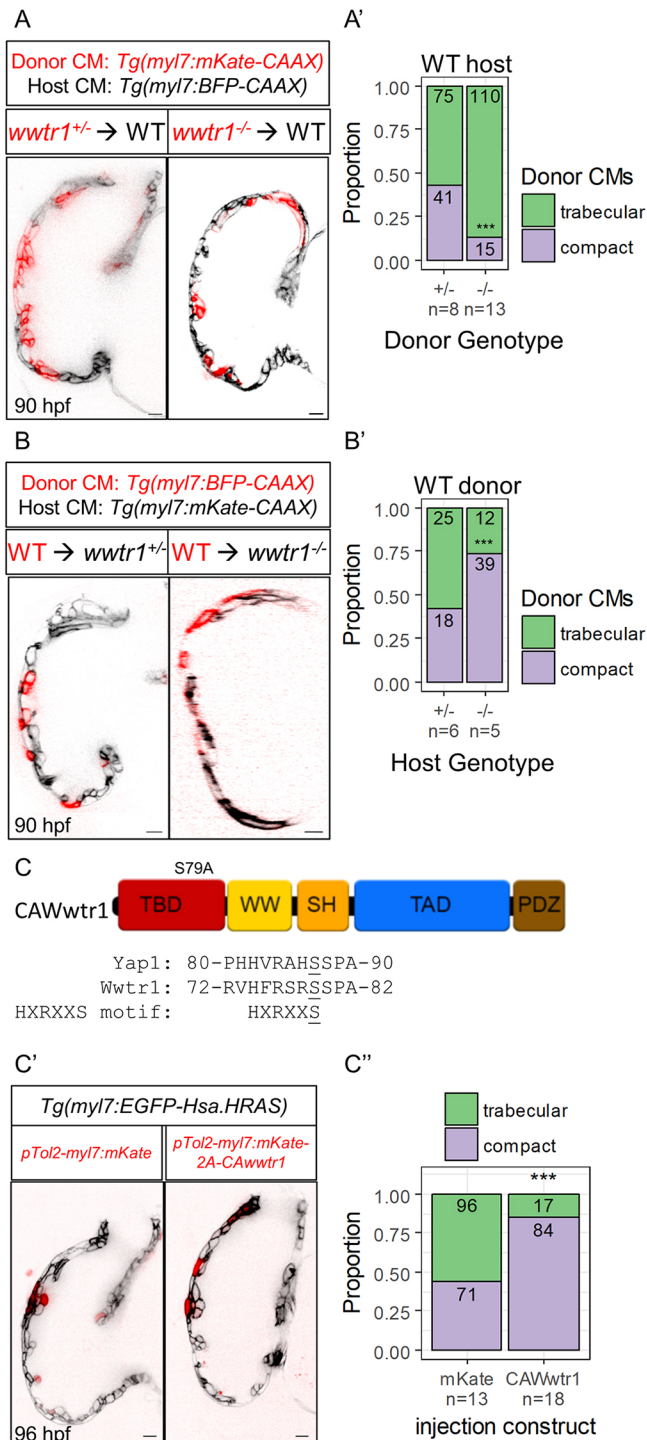 A
Donor CM: Tg(myl7:mKate-CAAX)
Host CM: Tg(myl7:BFP-CAAX)
wwtr1+/- → WT
wwtr1-/- → WT
90 hpf
A'
WT host
Proportion
1.00
0.75
0.50
0.25
0.00
75
110
41
***
15
+/-
-/-
n=8
n=13
Donor Genotype
Donor CMs
trabecular
compact
B
Donor CM: Tg(myl7:BFP-CAAX)
Host CM: Tg(myl7:mKate-CAAX)
WT → wwtr1+/-
WT → wwtr1-/-
90 hpf
B'
WT donor
Proportion
1.00
0.75
0.50
0.25
0.00
25
12
***
18
39
+/-
-/-
n=6
n=5
Host Genotype
Donor CMs
trabecular
compact
C
S79A
CAWwtr1
TBD
WW
SH
TAD
PDZ
Yap1: 80-PHHVRAHSSPA-90
Wwtr1: 72-RVHFRSRSSPA-82
HXRXXS motif: HXRXXS
C'
Tg(myl7:EGFP-Hsa.HRAS)
pTol2-myl7:mKate
pTol2-myl7:mKate-
2A-CAwwtr1
96 hpf
C''
trabecular
compact
Proportion
1.00
0.75
0.50
0.25
0.00
***
96
17
71
84
mKate
CAWwtr1
n=13
n=18
injection construct